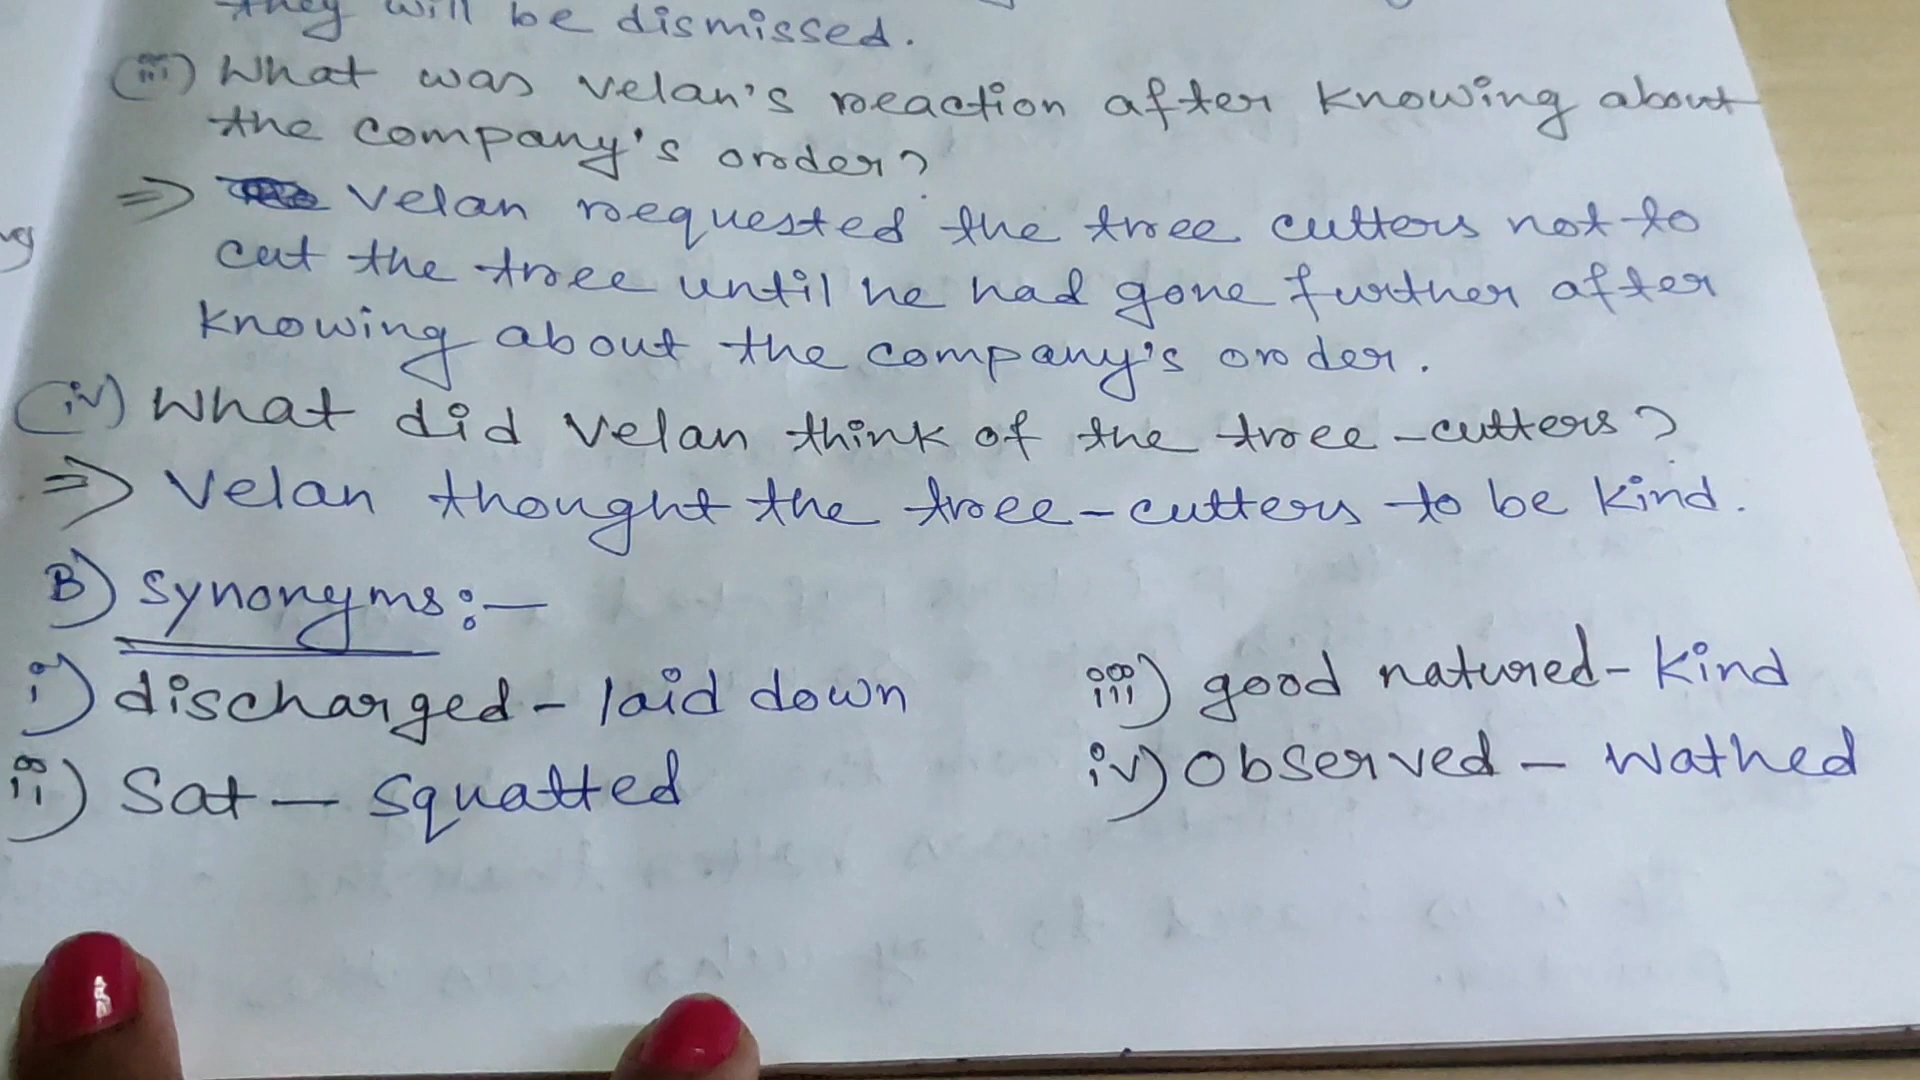 they will be dismissed.
(iii) What was Velan's reaction after knowing about
the company's order?
⇒ Velan requested the tree cutters not to
cut the tree until he had gone further after
knowing about the company's order.
(iv) What did Velan think of the tree-cutters?
⇒ Velan thought the tree-cutters to be kind.
B) Synonyms:—
i) discharged - laid down
iii) good natured - kind
ii) Sat — squatted
iv) observed - wathed